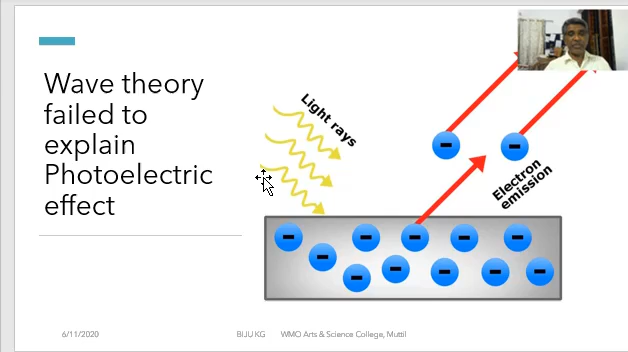 Wave theory
failed to
explain
Photoelectric
effect
Light rays
Electron
emission
6/11/2020
BIJU KG WMO Arts & Science College, Muttil